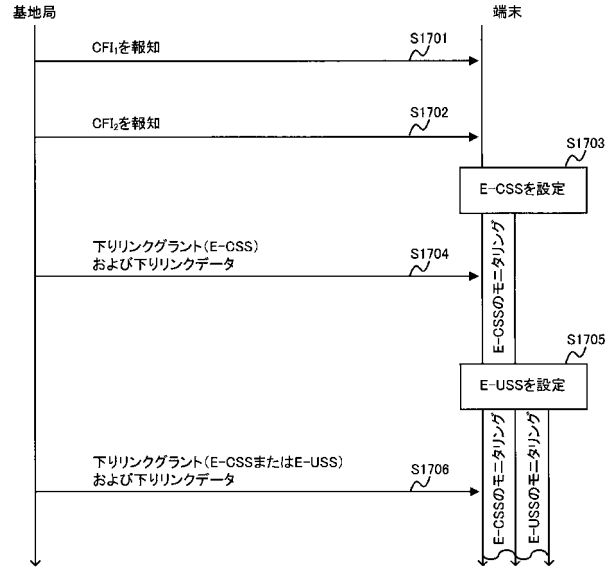 基地局
端末
S1701
CFI₁を報知
S1702
CFI₂を報知
S1703
E-CSSを設定
下りリンクグラント(E-CSS)
および下りリンクデータ
S1704
E-CSSのモニタリング
S1705
E-USSを設定
下りリンクグラント(E-CSSまたはE-USS)
および下りリンクデータ
S1706
E-CSSのモニタリング
E-USSのモニタリング